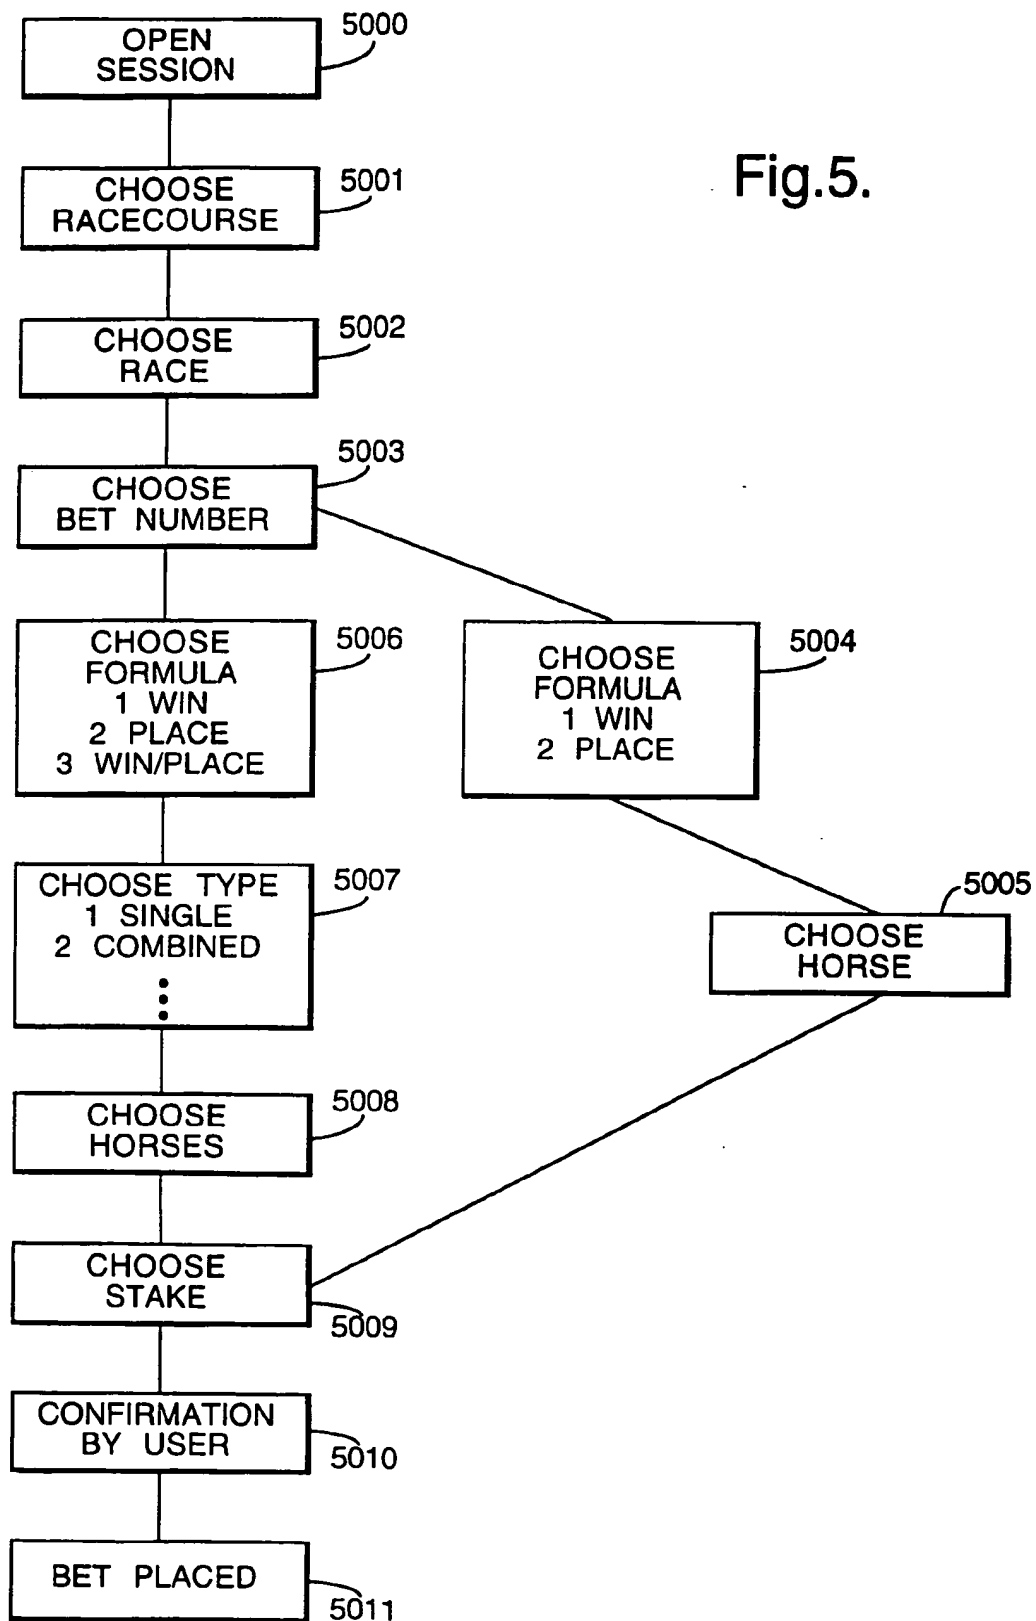 OPEN
SESSION
5000
Fig.5.
CHOOSE
RACECOURSE
5001
CHOOSE
RACE
5002
CHOOSE
BET NUMBER
5003
CHOOSE
FORMULA
1 WIN
2 PLACE
3 WIN/PLACE
5006
CHOOSE
FORMULA
1 WIN
2 PLACE
5004
CHOOSE TYPE
1 SINGLE
2 COMBINED
5007
CHOOSE
HORSE
5005
CHOOSE
HORSES
5008
CHOOSE
STAKE
5009
CONFIRMATION
BY USER
5010
BET PLACED
5011